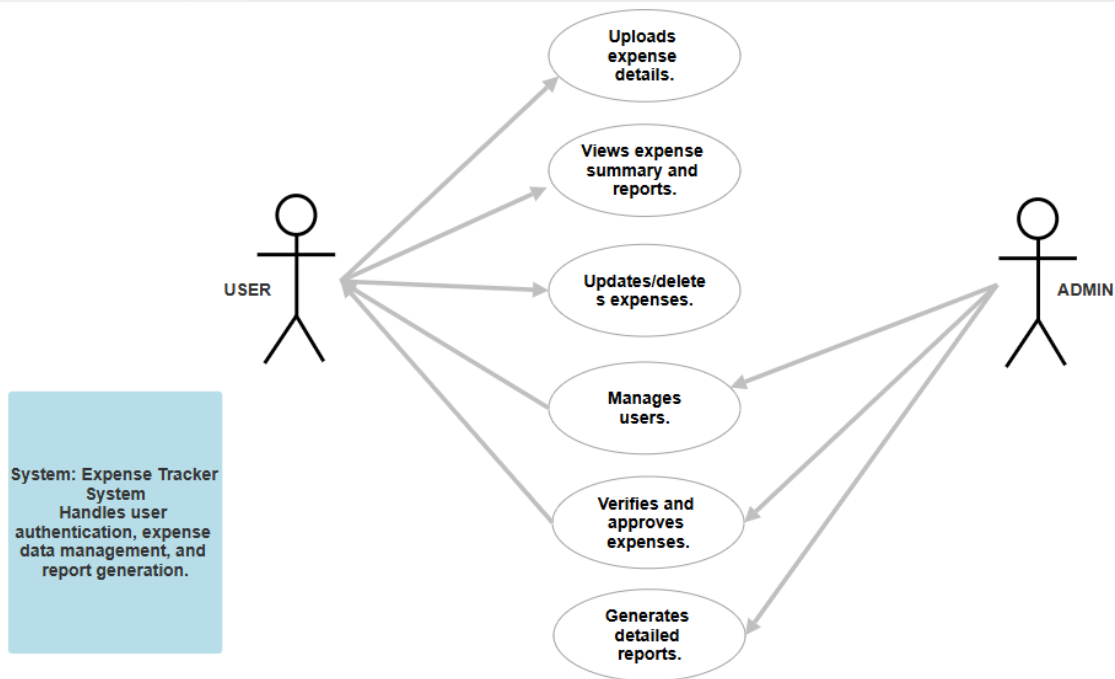 Uploads
expense
details.
Views expense
summary and
reports.
USER
Updates/delete
s expenses.
ADMIN
Manages
users.
System: Expense Tracker
System
Handles user
authentication, expense
data management, and
report generation.
Verifies and
approves
expenses.
Generates
detailed
reports.